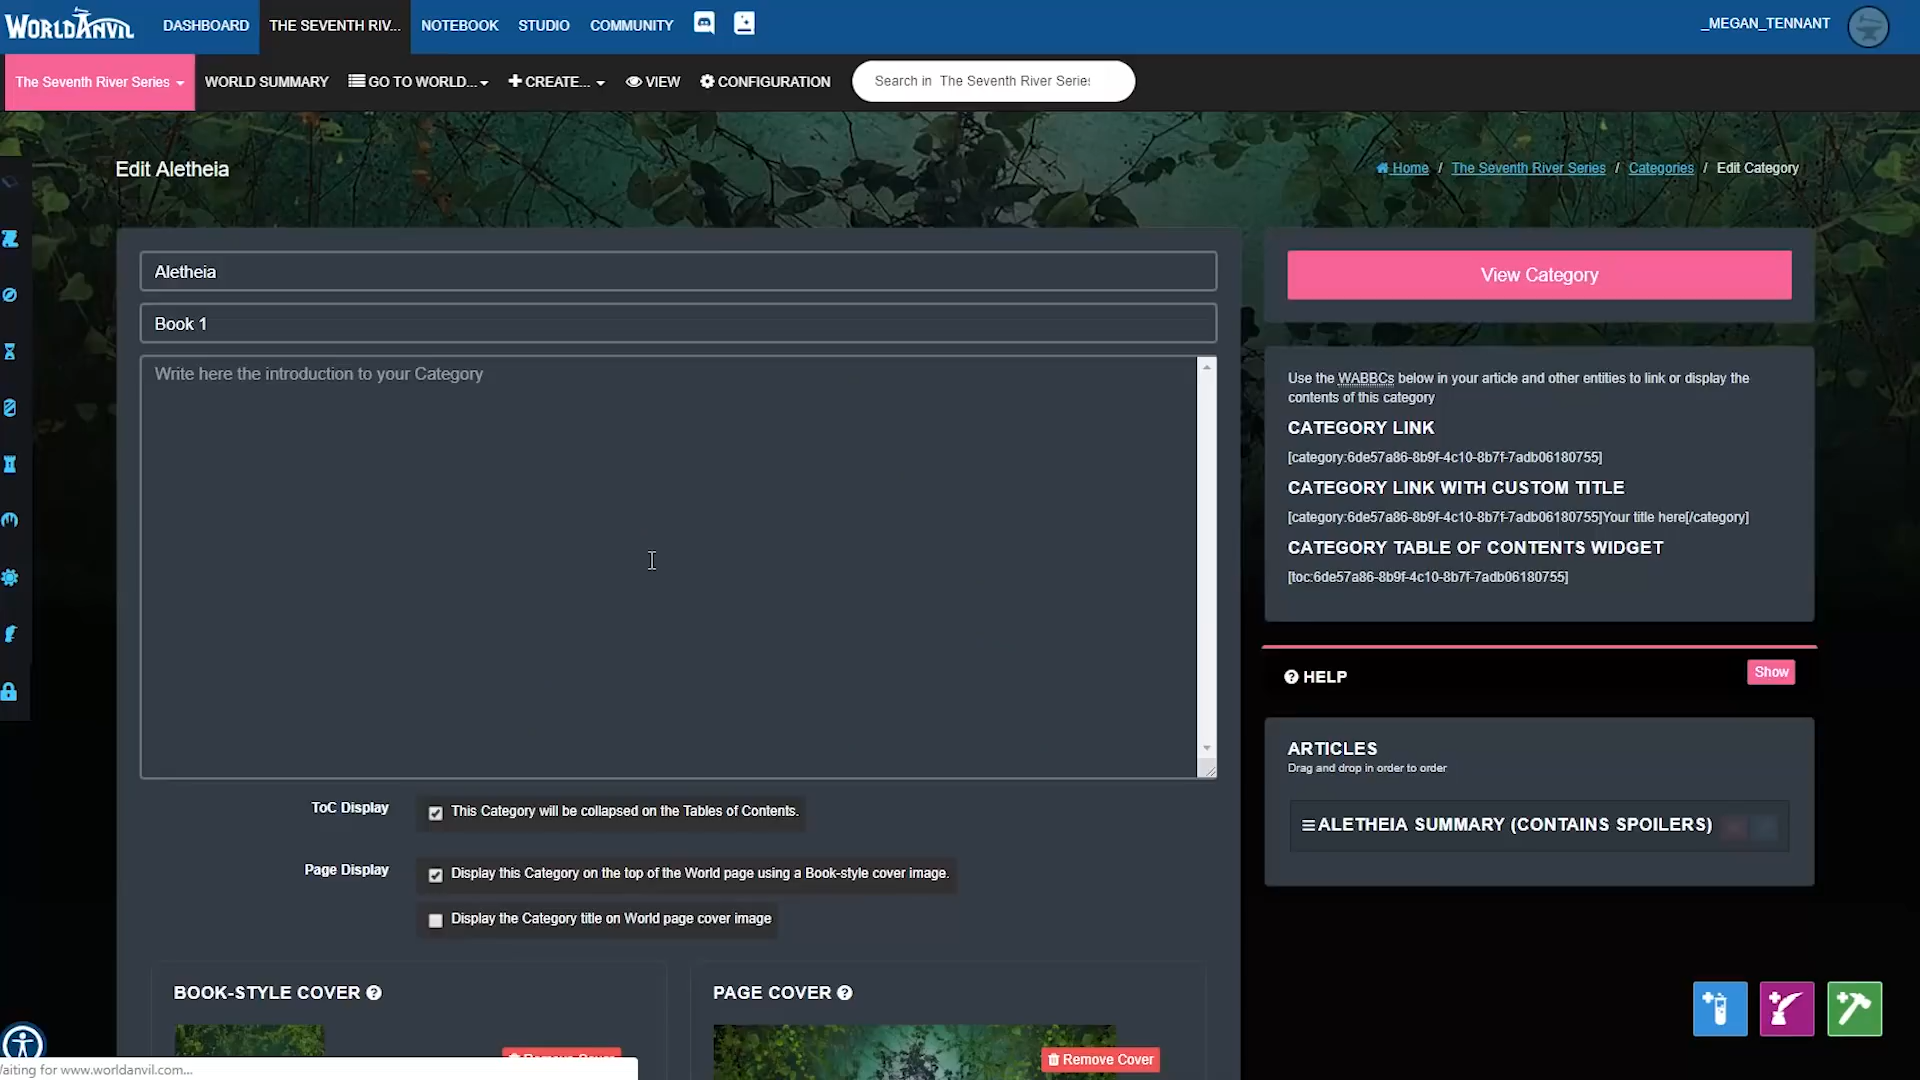 WORLDANVIL DASHBOARD THE SEVENTH RIV... NOTEBOOK STUDIO COMMUNITY _MEGAN_TENNANT
The Seventh River Series WORLD SUMMARY GO TO WORLD... CREATE... VIEW CONFIGURATION Search in The Seventh River Series
Edit Aletheia
Home / The Seventh River Series / Categories / Edit Category
Aletheia
Book 1
Write here the introduction to your Category
ToC Display
This Category will be collapsed on the Tables of Contents.
Page Display
Display this Category on the top of the World page using a Book-style cover image.
Display the Category title on World page cover image
BOOK-STYLE COVER
Remove Cover
PAGE COVER
Remove Cover
View Category
Use the WABBCs below in your article and other entities to link or display the
contents of this category
CATEGORY LINK
[category:6de57a86-8b9f-4c10-8b7f-7adb06180755]
CATEGORY LINK WITH CUSTOM TITLE
[category:6de57a86-8b9f-4c10-8b7f-7adb06180755]Your title here[/category]
CATEGORY TABLE OF CONTENTS WIDGET
[toc:6de57a86-8b9f-4c10-8b7f-7adb06180755]
HELP
Show
ARTICLES
Drag and drop in order to order
ALETHEIA SUMMARY (CONTAINS SPOILERS)
aiting for www.worldanvil.com...